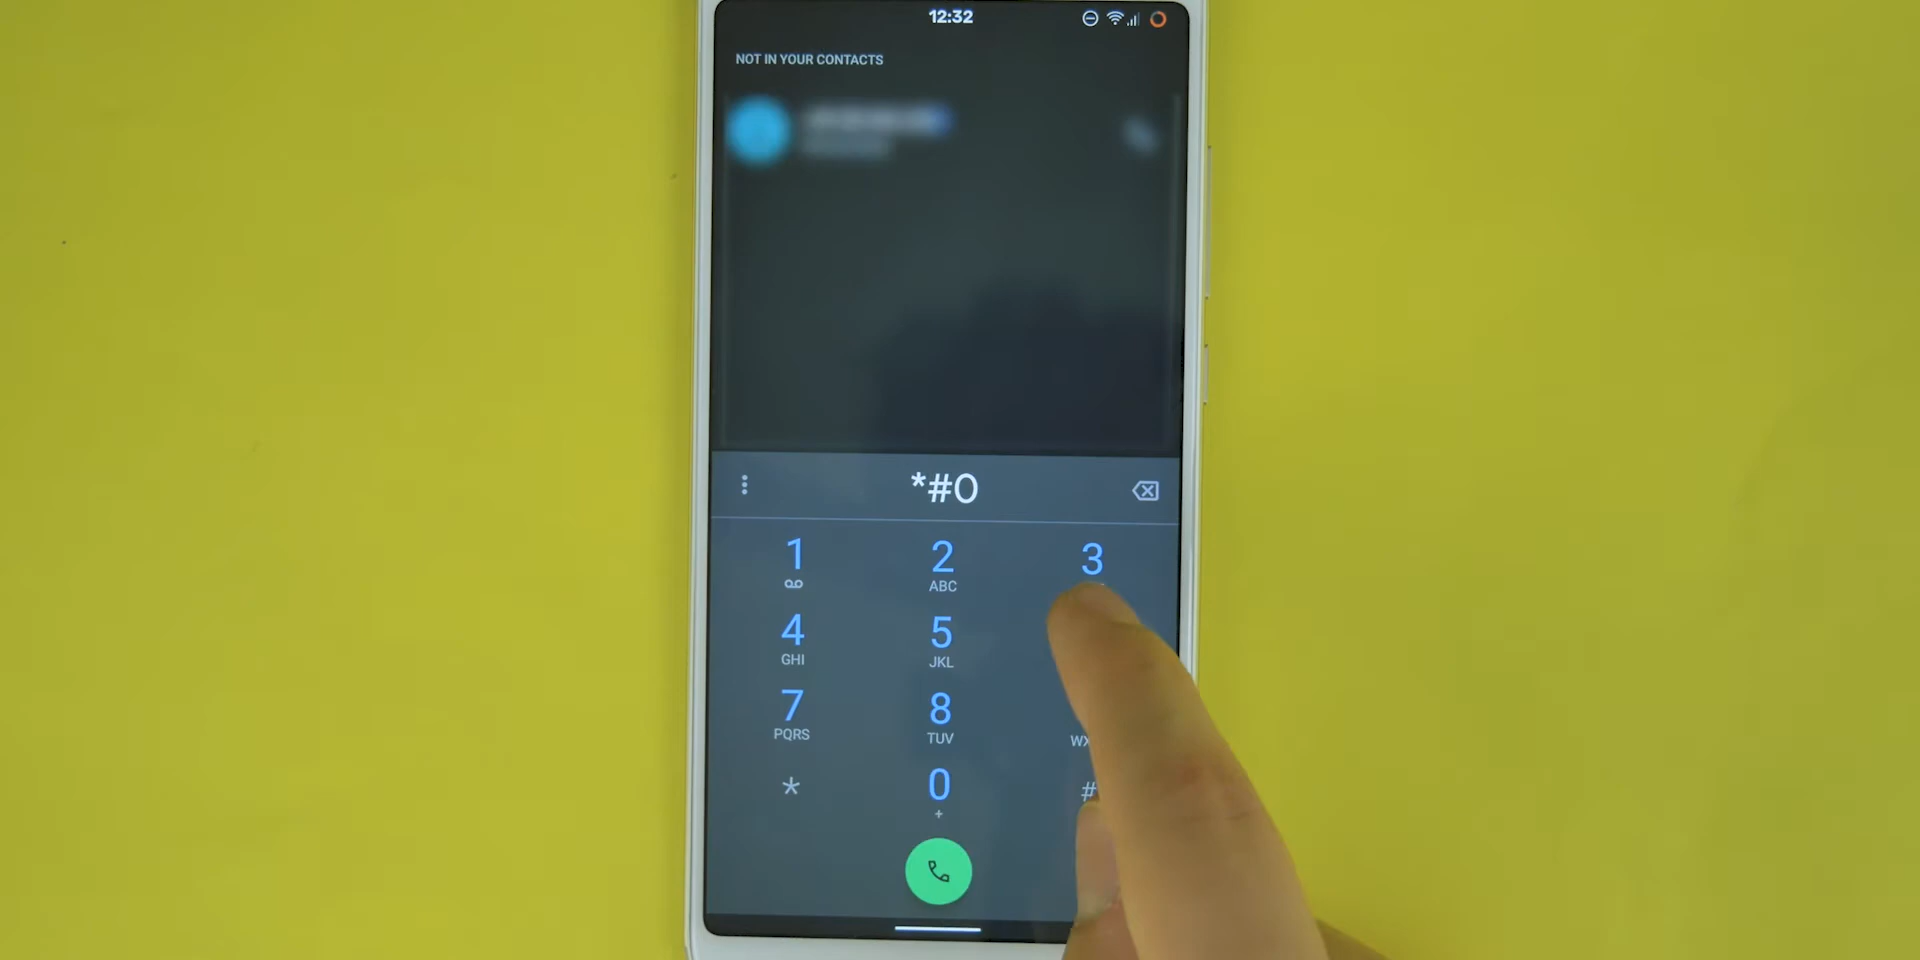 12:32
NOT IN YOUR CONTACTS
*#0
1 2 3
ABC
4 5
GHI JKL
7 8
PQRS TUV WX
* 0 #
+